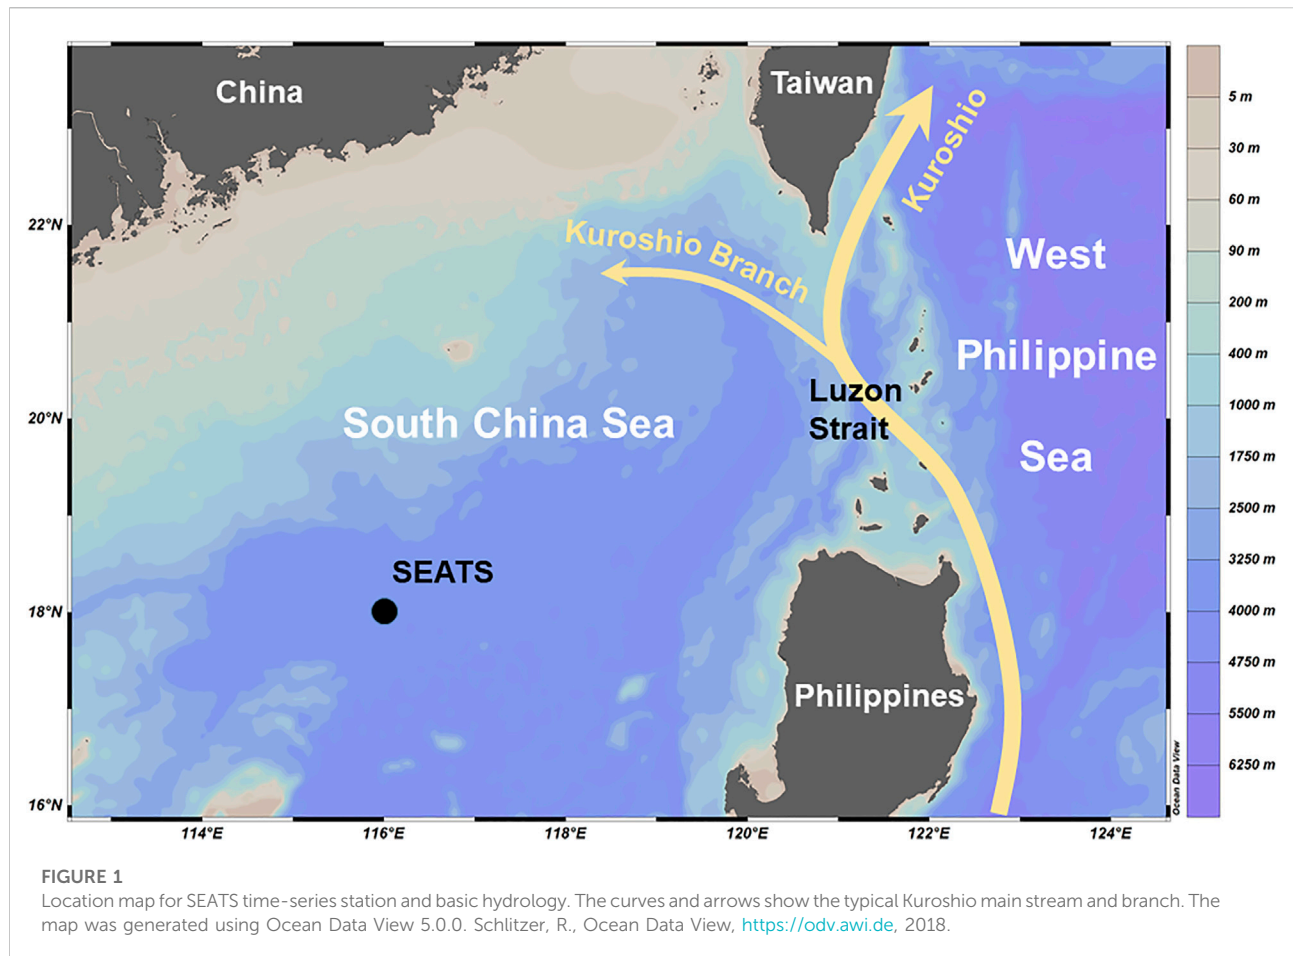 China
Taiwan
Kuroshio
Kuroshio Branch
West
Philippine
Sea
Luzon
Strait
South China Sea
SEATS
Philippines
22°N
20°N
18°N
16°N
114°E
116°E
118°E
120°E
122°E
124°E
5 m
30 m
60 m
90 m
200 m
400 m
1000 m
1750 m
2500 m
3250 m
4000 m
4750 m
5500 m
6250 m
Ocean Data View
FIGURE 1
Location map for SEATS time-series station and basic hydrology. The curves and arrows show the typical Kuroshio main stream and branch. The
map was generated using Ocean Data View 5.0.0. Schlitzer, R., Ocean Data View, https://odv.awi.de, 2018.